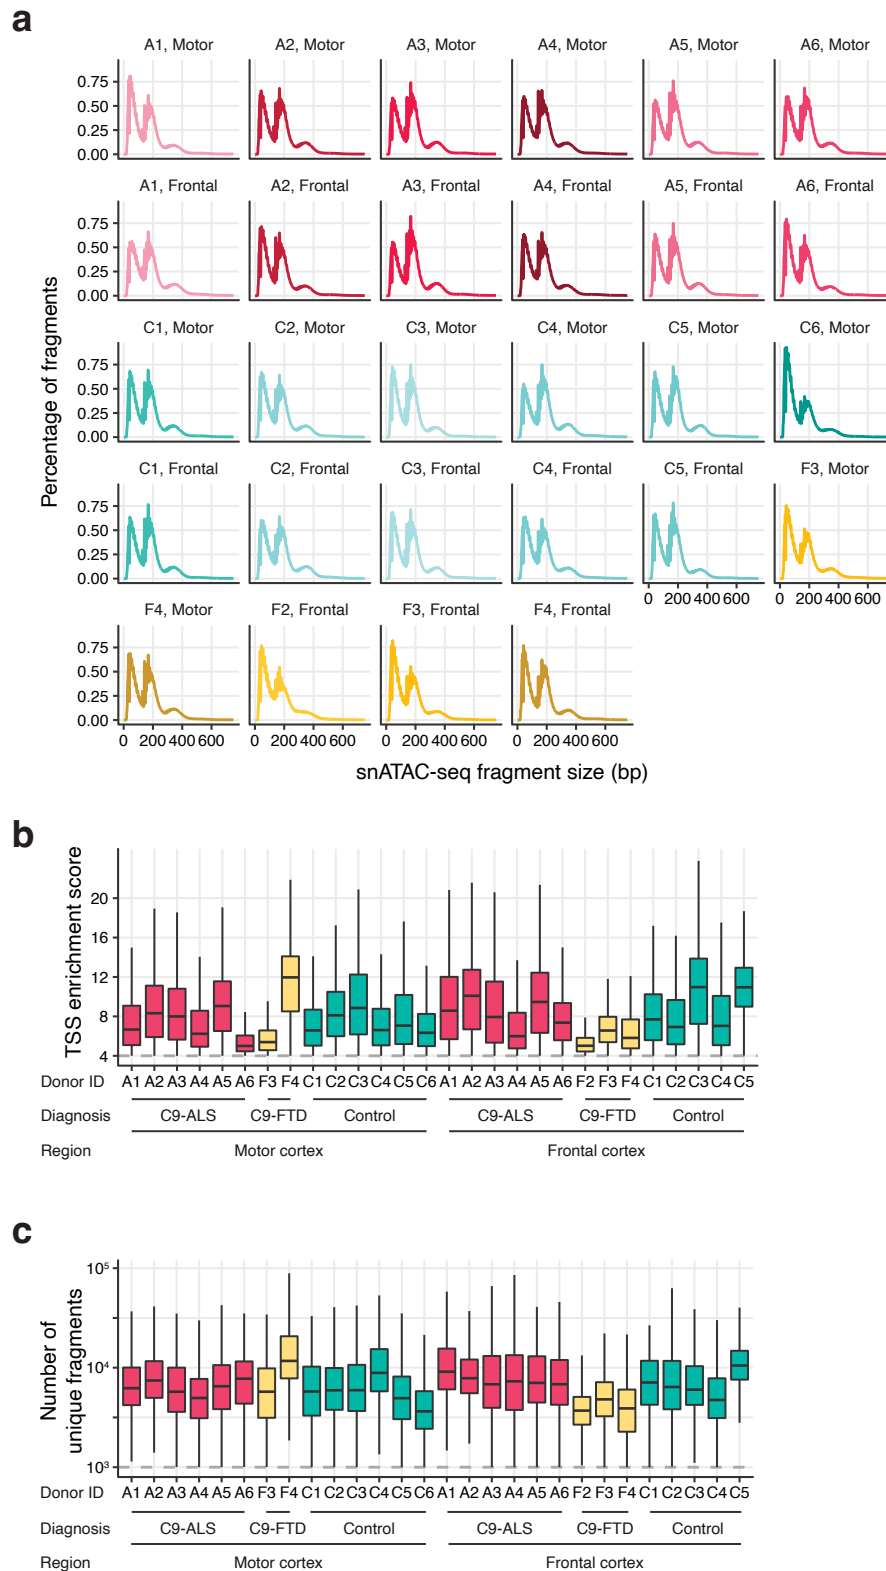 a
A1, Motor
A2, Motor
A3, Motor
A4, Motor
A5, Motor
A6, Motor
0.75
0.50
0.25
0.00
A1, Frontal
A2, Frontal
A3, Frontal
A4, Frontal
A5, Frontal
A6, Frontal
0.75
0.50
0.25
0.00
Percentage of fragments
C1, Motor
C2, Motor
C3, Motor
C4, Motor
C5, Motor
C6, Motor
0.75
0.50
0.25
0.00
C1, Frontal
C2, Frontal
C3, Frontal
C4, Frontal
C5, Frontal
F3, Motor
0.75
0.50
0.25
0.00
0 200 400 600
0 200 400 600
F4, Motor
F2, Frontal
F3, Frontal
F4, Frontal
0.75
0.50
0.25
0.00
0 200 400 600
0 200 400 600
0 200 400 600
0 200 400 600
snATAC-seq fragment size (bp)
b
TSS enrichment score
20
16
12
8
4
Donor ID A1 A2 A3 A4 A5 A6 F3 F4 C1 C2 C3 C4 C5 C6 A1 A2 A3 A4 A5 A6 F2 F3 F4 C1 C2 C3 C4 C5
Diagnosis C9-ALS C9-FTD Control C9-ALS C9-FTD Control
Region Motor cortex Frontal cortex
c
Number of
unique fragments
10⁵
10⁴
10³
Donor ID A1 A2 A3 A4 A5 A6 F3 F4 C1 C2 C3 C4 C5 C6 A1 A2 A3 A4 A5 A6 F2 F3 F4 C1 C2 C3 C4 C5
Diagnosis C9-ALS C9-FTD Control C9-ALS C9-FTD Control
Region Motor cortex Frontal cortex